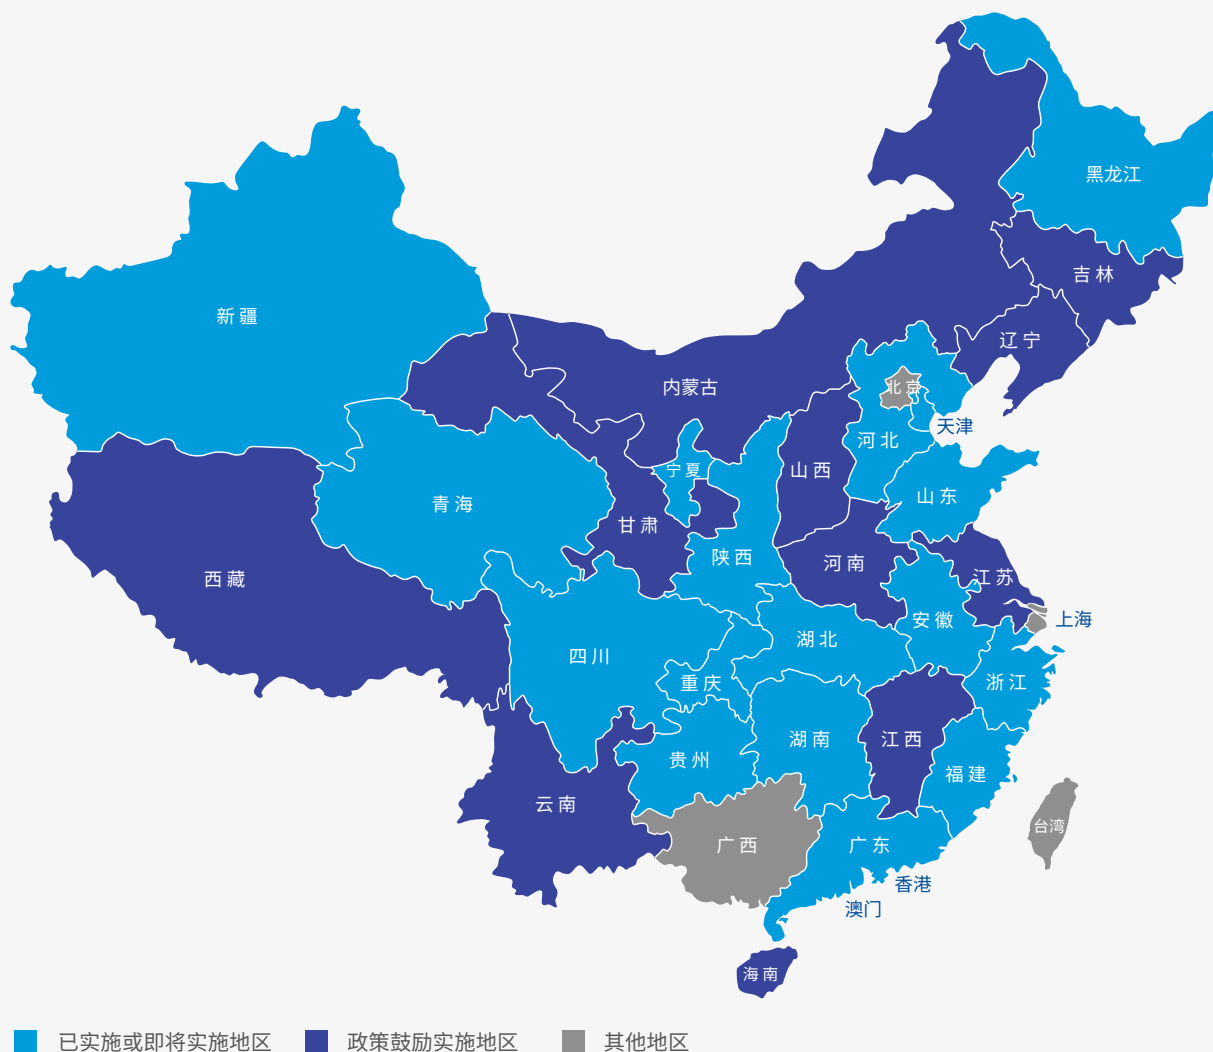 黑龙江
吉林
新疆
辽宁
内蒙古
北京
天津
河北
宁夏
山西
山东
青海
甘肃
陕西
河南
西藏
江苏
安徽
上海
湖北
四川
重庆
浙江
湖南
江西
贵州
福建
云南
台湾
广西
广东
香港
澳门
海南
已实施或即将实施地区 政策鼓励实施地区 其他地区